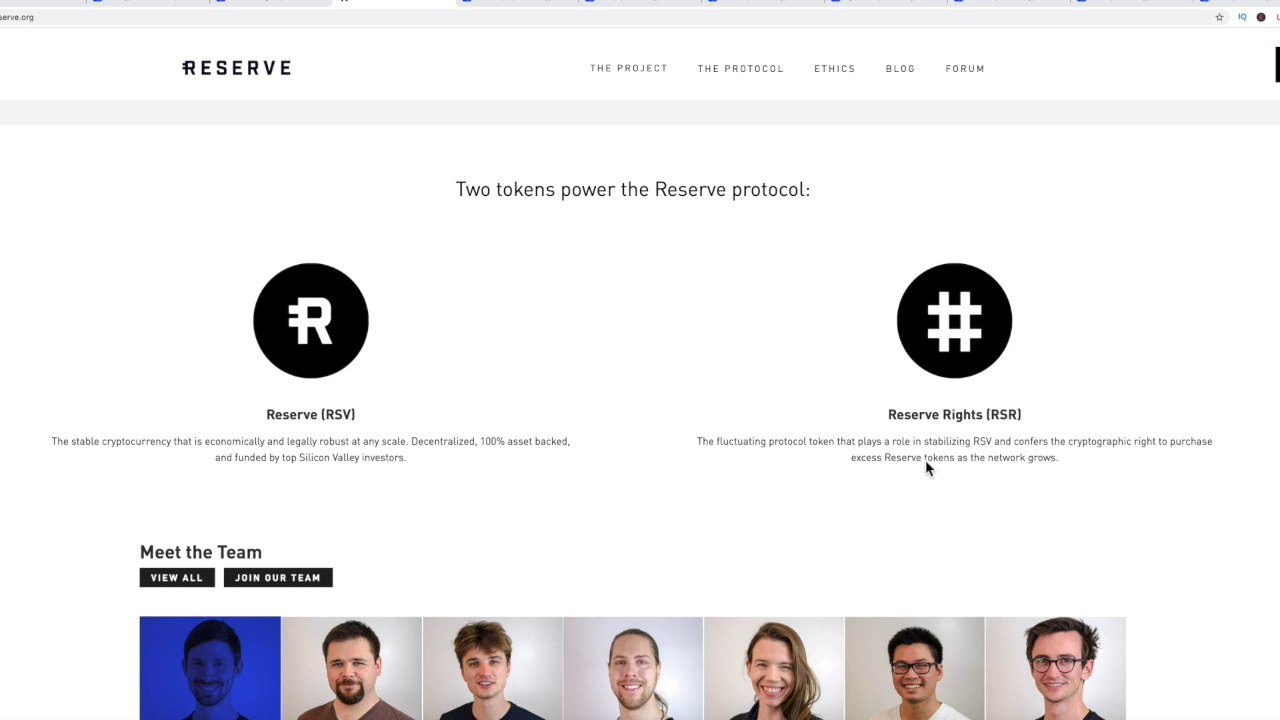 serve.org
IQ
RESERVE
THE PROJECT THE PROTOCOL ETHICS BLOG FORUM
Two tokens power the Reserve protocol:
Reserve (RSV)
The stable cryptocurrency that is economically and legally robust at any scale. Decentralized, 100% asset backed,
and funded by top Silicon Valley investors.
Reserve Rights (RSR)
The fluctuating protocol token that plays a role in stabilizing RSV and confers the cryptographic right to purchase
excess Reserve tokens as the network grows.
Meet the Team
VIEW ALL JOIN OUR TEAM